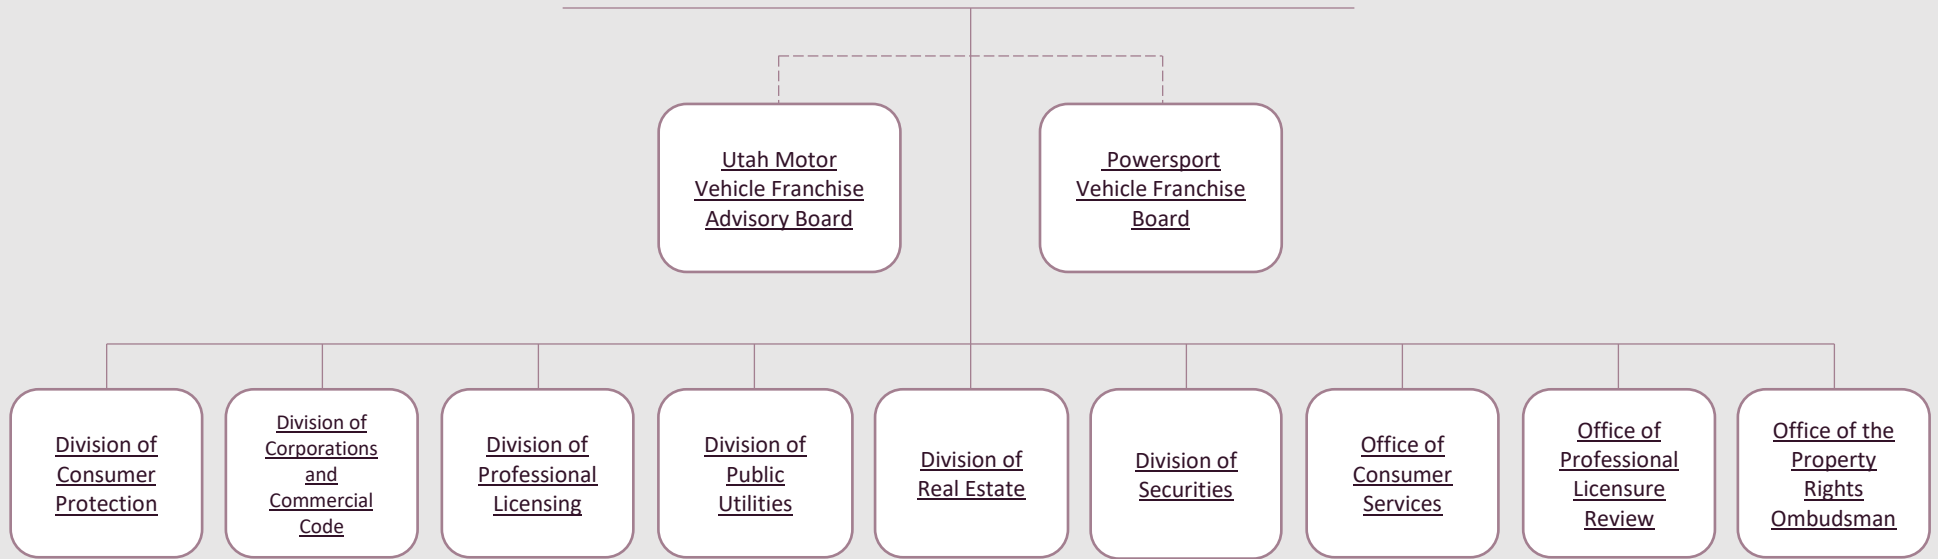 Utah Motor
Vehicle Franchise
Advisory Board
Powersport
Vehicle Franchise
Board
Division of
Consumer
Protection
Division of
Corporations
and
Commercial
Code
Division of
Professional
Licensing
Division of
Public
Utilities
Division of
Real Estate
Division of
Securities
Office of
Consumer
Services
Office of
Professional
Licensure
Review
Office of the
Property
Rights
Ombudsman